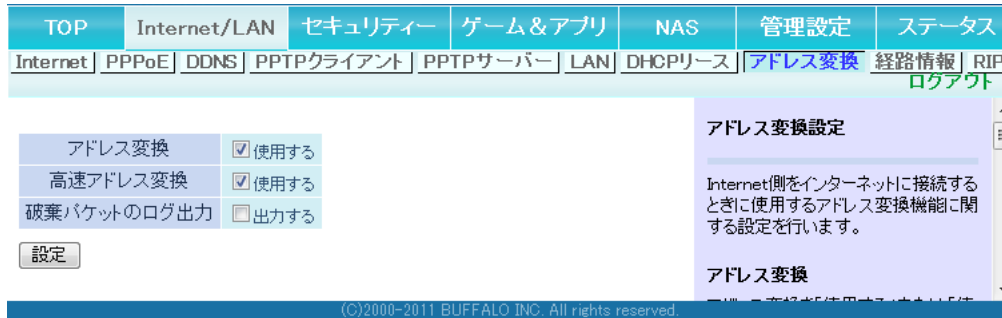 TOP Internet/LAN セキュリティー ゲーム&アプリ NAS 管理設定 ステータス
Internet PPPoE DDNS PPTPクライアント PPTPサーバー LAN DHCPリース アドレス変換 経路情報 RIP
ログアウト
アドレス変換 使用する
高速アドレス変換 使用する
破棄パケットのログ出力 出力する
設定
アドレス変換設定
Internet側をインターネットに接続する
ときに使用するアドレス変換機能に関
する設定を行います。
アドレス変換
(C)2000-2011 BUFFALO INC. All rights reserved.